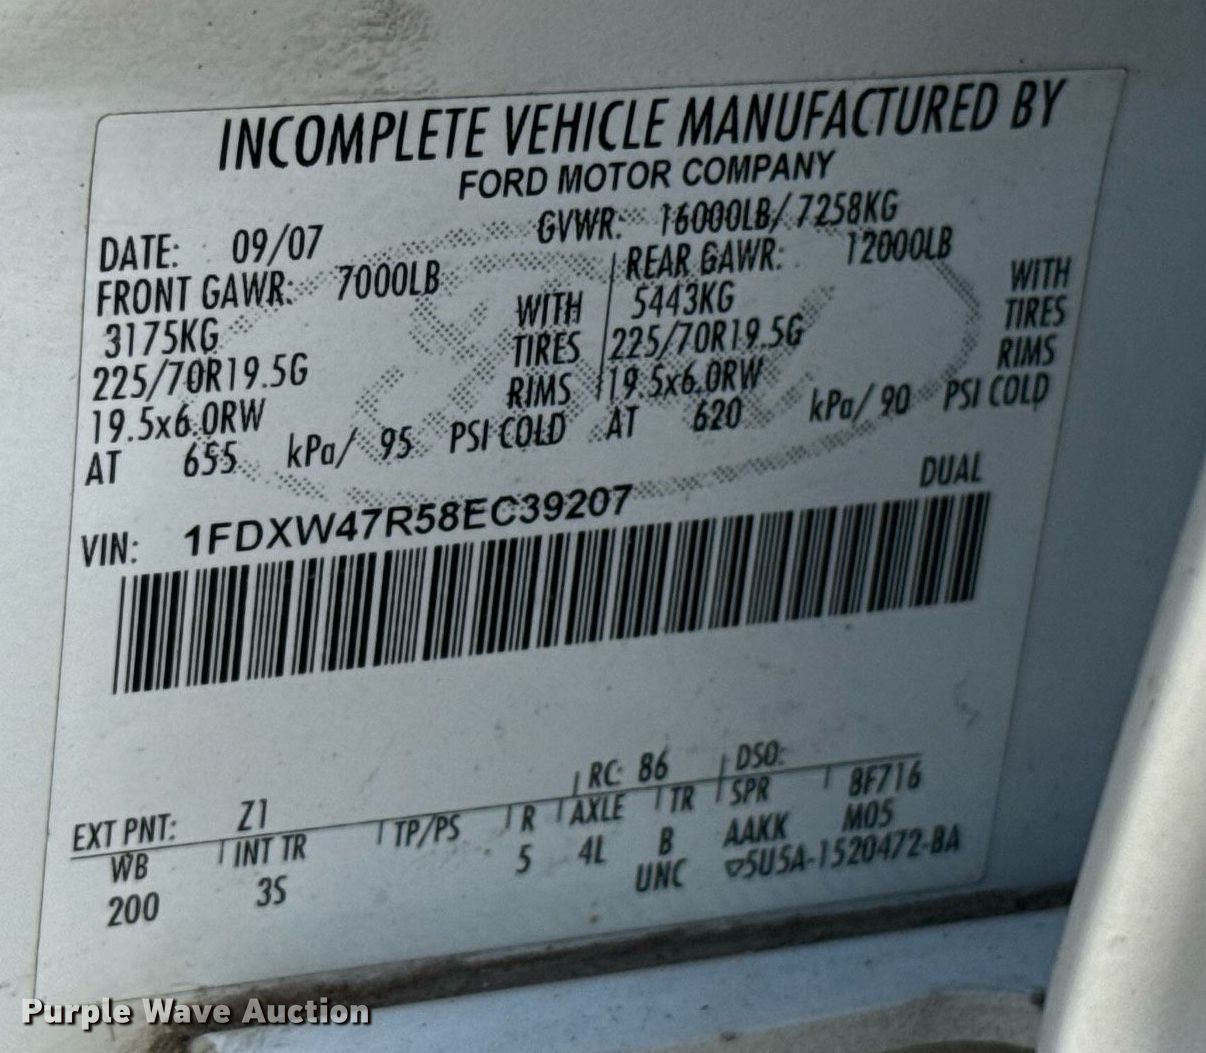 INCOMPLETE VEHICLE MANUFACTURED BY
FORD MOTOR COMPANY
DATE: 09/07 GVWR: 16000LB/ 7258KG
FRONT GAWR: 7000LB REAR GAWR: 12000LB
3175KG WITH 5443KG WITH
225/70R19.5G TIRES 225/70R19.5G TIRES
19.5x6.0RW RIMS 19.5x6.0RW RIMS
AT 655 kPa/ 95 PSI COLD AT 620 kPa/ 90 PSI COLD
VIN: 1FDXW47R58EC39207 DUAL
EXT PNT: Z1 RC: 86 DSO:
WB INT TR TP/PS R AXLE TR SPR 8F716
200 3S 5 4L B AAKK M05
UNC ▽5U5A-1520472-BA
Purple Wave Auction